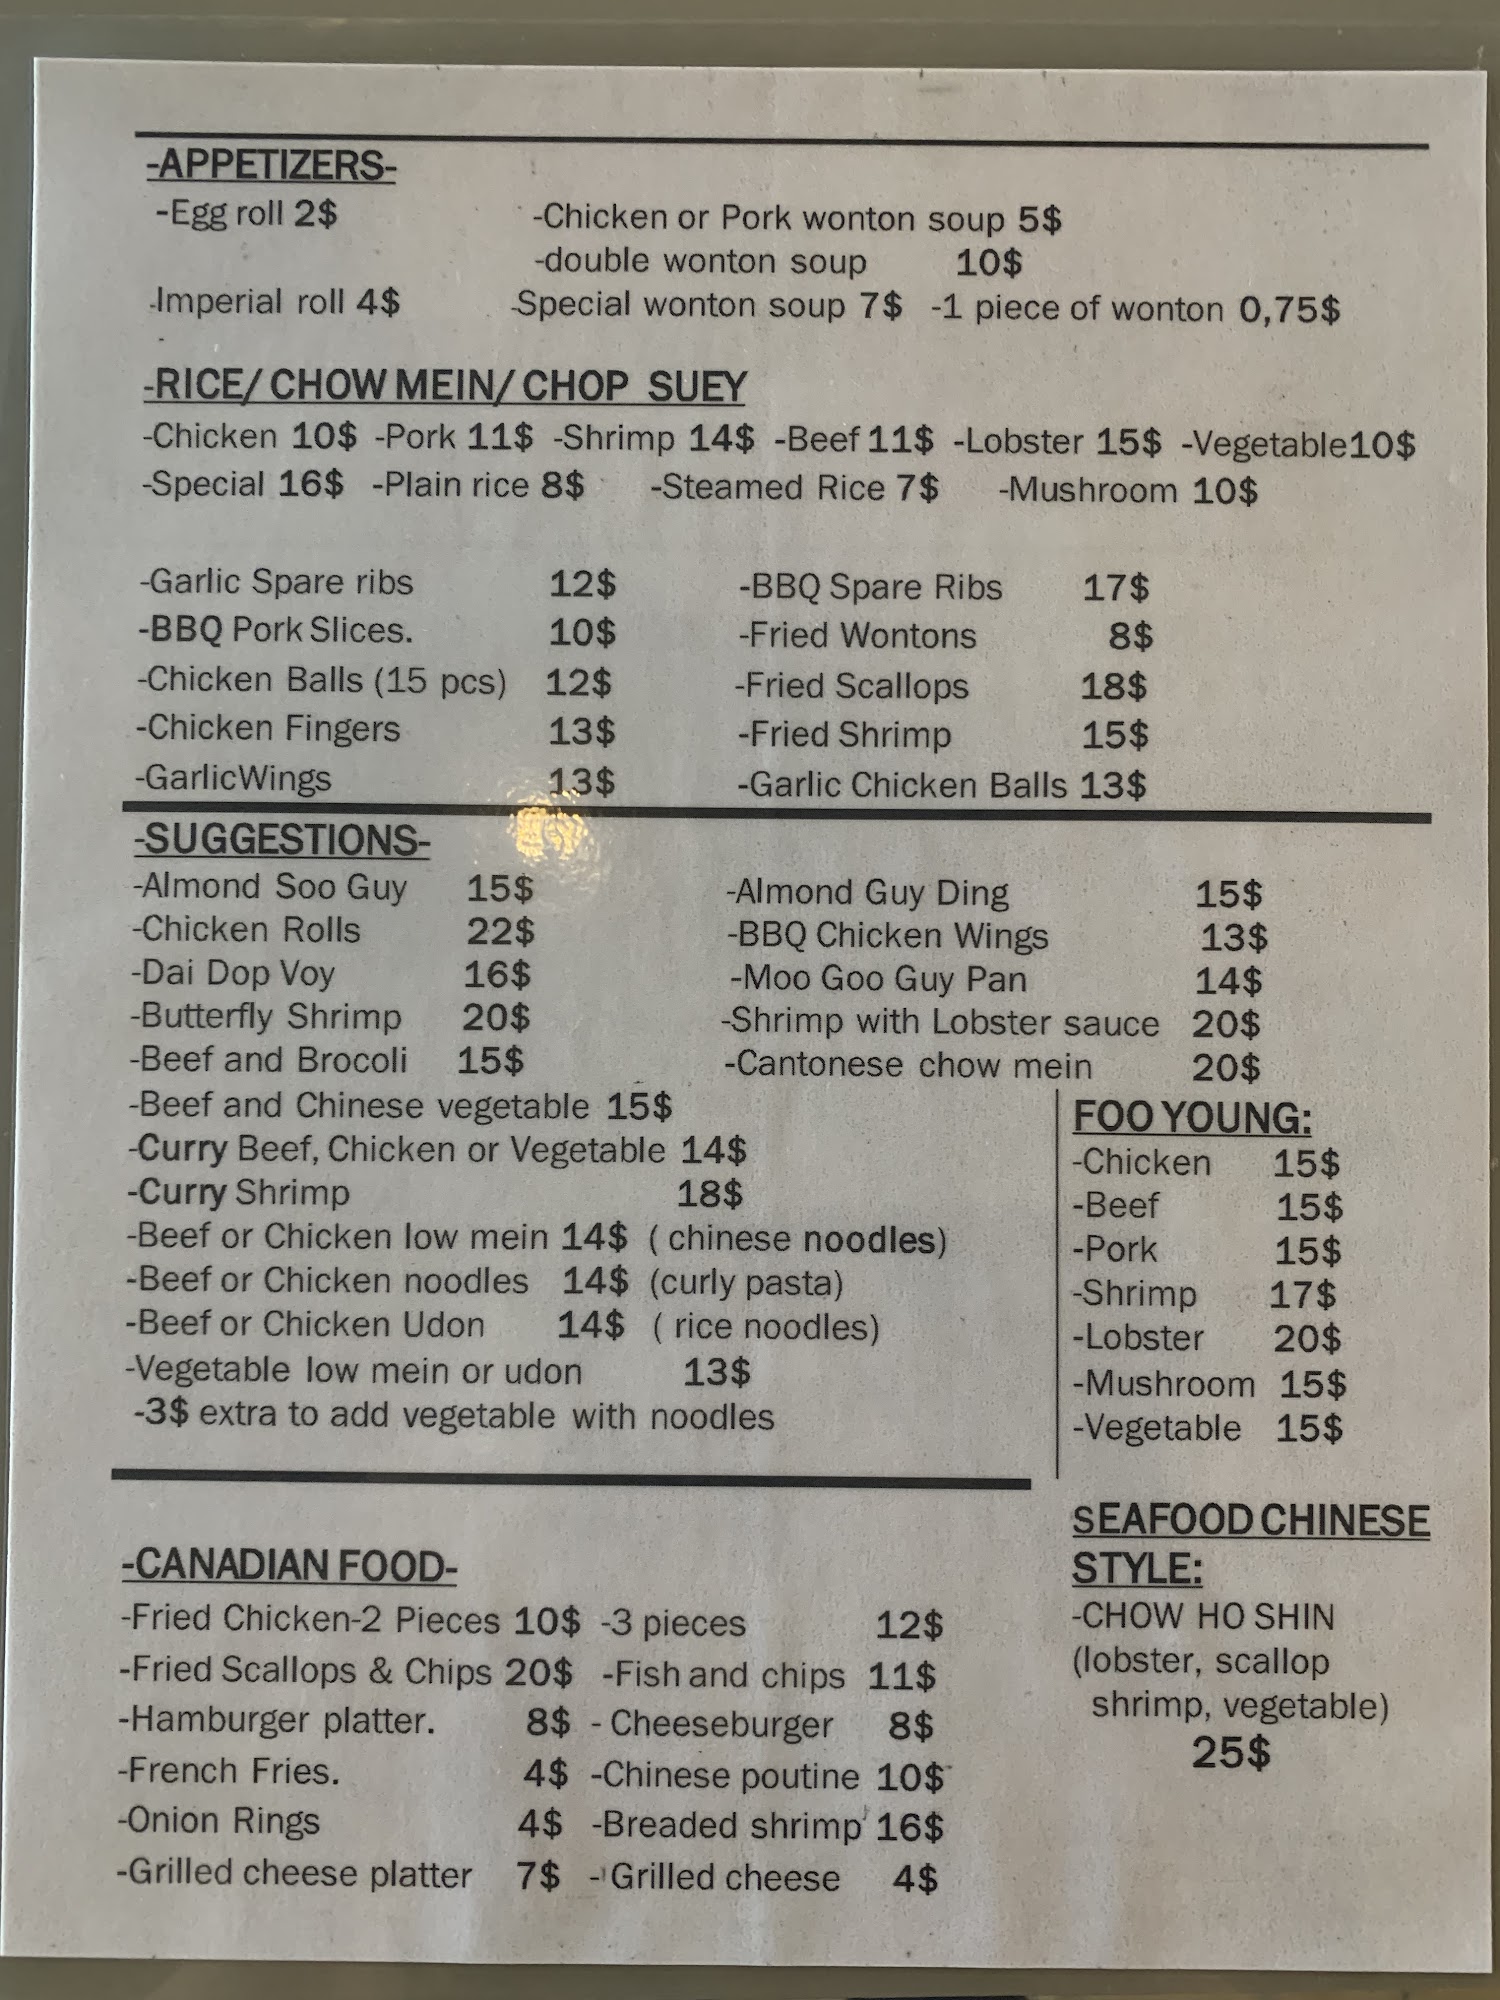 -APPETIZERS-
-Egg roll 2$ -Chicken or Pork wonton soup 5$
-double wonton soup 10$
-Imperial roll 4$ -Special wonton soup 7$ -1 piece of wonton 0,75$
-RICE/ CHOW MEIN/ CHOP SUEY
-Chicken 10$ -Pork 11$ -Shrimp 14$ -Beef 11$ -Lobster 15$ -Vegetable10$
-Special 16$ -Plain rice 8$ -Steamed Rice 7$ -Mushroom 10$
-Garlic Spare ribs 12$ -BBQ Spare Ribs 17$
-BBQ Pork Slices. 10$ -Fried Wontons 8$
-Chicken Balls (15 pcs) 12$ -Fried Scallops 18$
-Chicken Fingers 13$ -Fried Shrimp 15$
-GarlicWings 13$ -Garlic Chicken Balls 13$
-SUGGESTIONS-
-Almond Soo Guy 15$ -Almond Guy Ding 15$
-Chicken Rolls 22$ -BBQ Chicken Wings 13$
-Dai Dop Voy 16$ -Moo Goo Guy Pan 14$
-Butterfly Shrimp 20$ -Shrimp with Lobster sauce 20$
-Beef and Brocoli 15$ -Cantonese chow mein 20$
-Beef and Chinese vegetable 15$
-Curry Beef, Chicken or Vegetable 14$
-Curry Shrimp 18$
-Beef or Chicken low mein 14$ ( chinese noodles)
-Beef or Chicken noodles 14$ (curly pasta)
-Beef or Chicken Udon 14$ ( rice noodles)
-Vegetable low mein or udon 13$
-3$ extra to add vegetable with noodles
FOO YOUNG:
-Chicken 15$
-Beef 15$
-Pork 15$
-Shrimp 17$
-Lobster 20$
-Mushroom 15$
-Vegetable 15$
-CANADIAN FOOD-
-Fried Chicken-2 Pieces 10$ -3 pieces 12$
-Fried Scallops & Chips 20$ -Fish and chips 11$
-Hamburger platter. 8$ - Cheeseburger 8$
-French Fries. 4$ -Chinese poutine 10$
-Onion Rings 4$ -Breaded shrimp 16$
-Grilled cheese platter 7$ - Grilled cheese 4$
SEAFOOD CHINESE
STYLE:
-CHOW HO SHIN
(lobster, scallop
shrimp, vegetable)
25$